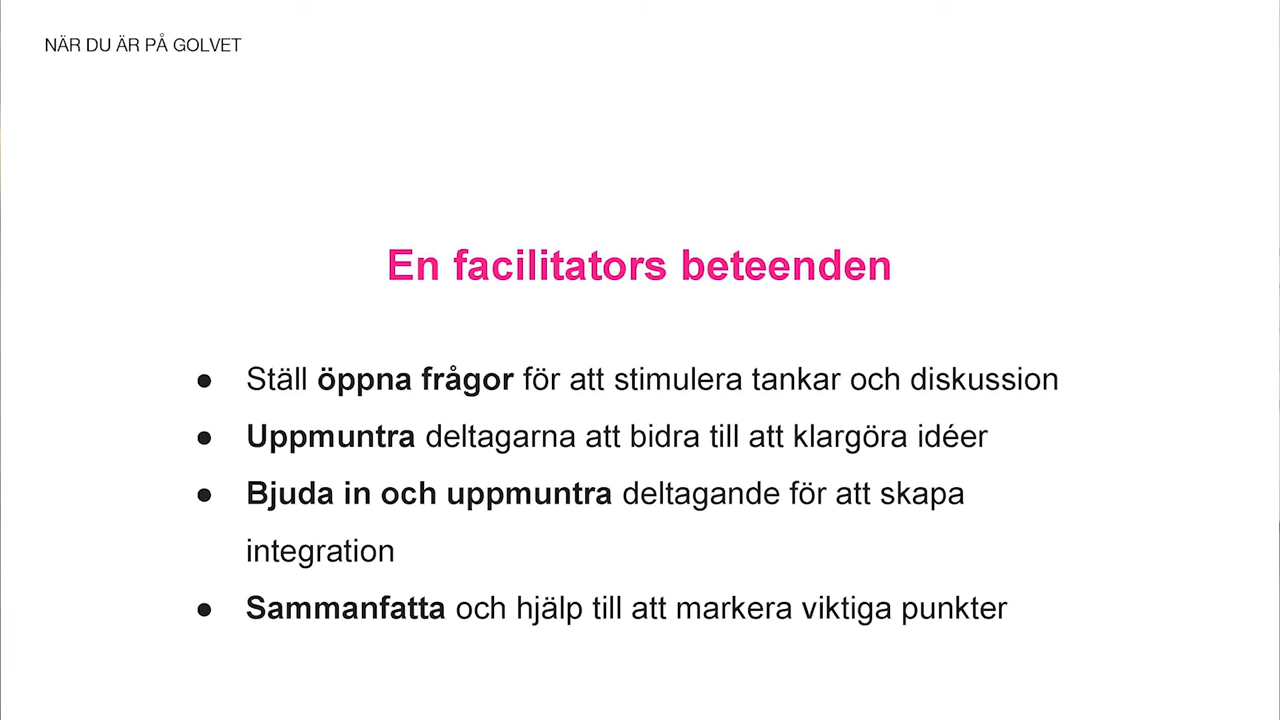 NÄR DU ÄR PÅ GOLVET
En facilitators beteenden
● Ställ öppna frågor för att stimulera tankar och diskussion
● Uppmuntra deltagarna att bidra till att klargöra idéer
● Bjuda in och uppmuntra deltagande för att skapa
integration
● Sammanfatta och hjälp till att markera viktiga punkter